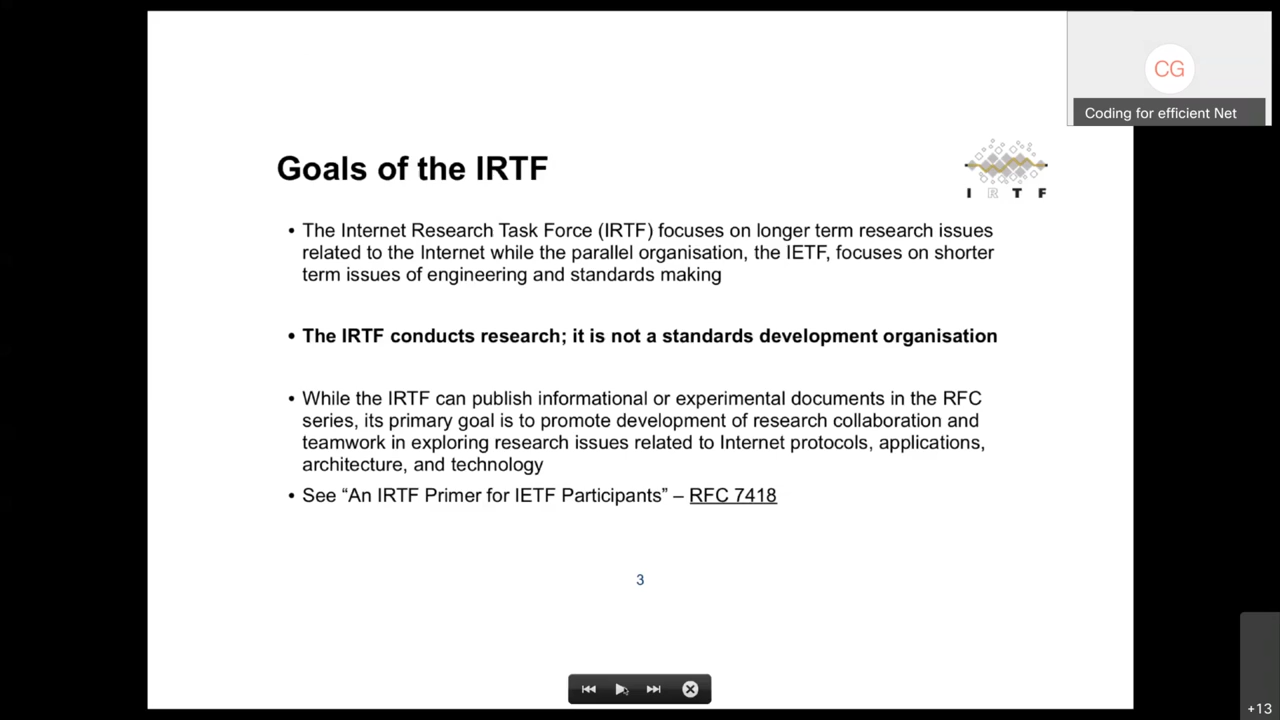 CG
Coding for efficient Net
Goals of the IRTF
I R T F
• The Internet Research Task Force (IRTF) focuses on longer term research issues
related to the Internet while the parallel organisation, the IETF, focuses on shorter
term issues of engineering and standards making
• The IRTF conducts research; it is not a standards development organisation
• While the IRTF can publish informational or experimental documents in the RFC
series, its primary goal is to promote development of research collaboration and
teamwork in exploring research issues related to Internet protocols, applications,
architecture, and technology
• See “An IRTF Primer for IETF Participants” – RFC 7418
3
+13